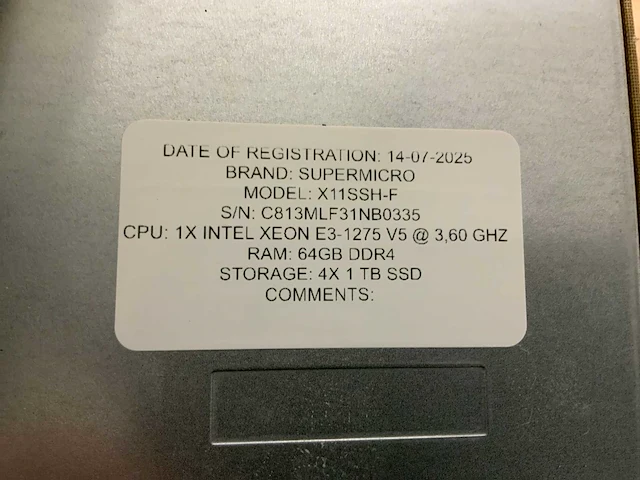 DATE OF REGISTRATION: 14-07-2025
BRAND: SUPERMICRO
MODEL: X11SSH-F
S/N: C813MLF31NB0335
CPU: 1X INTEL XEON E3-1275 V5 @ 3,60 GHZ
RAM: 64GB DDR4
STORAGE: 4X 1 TB SSD
COMMENTS: